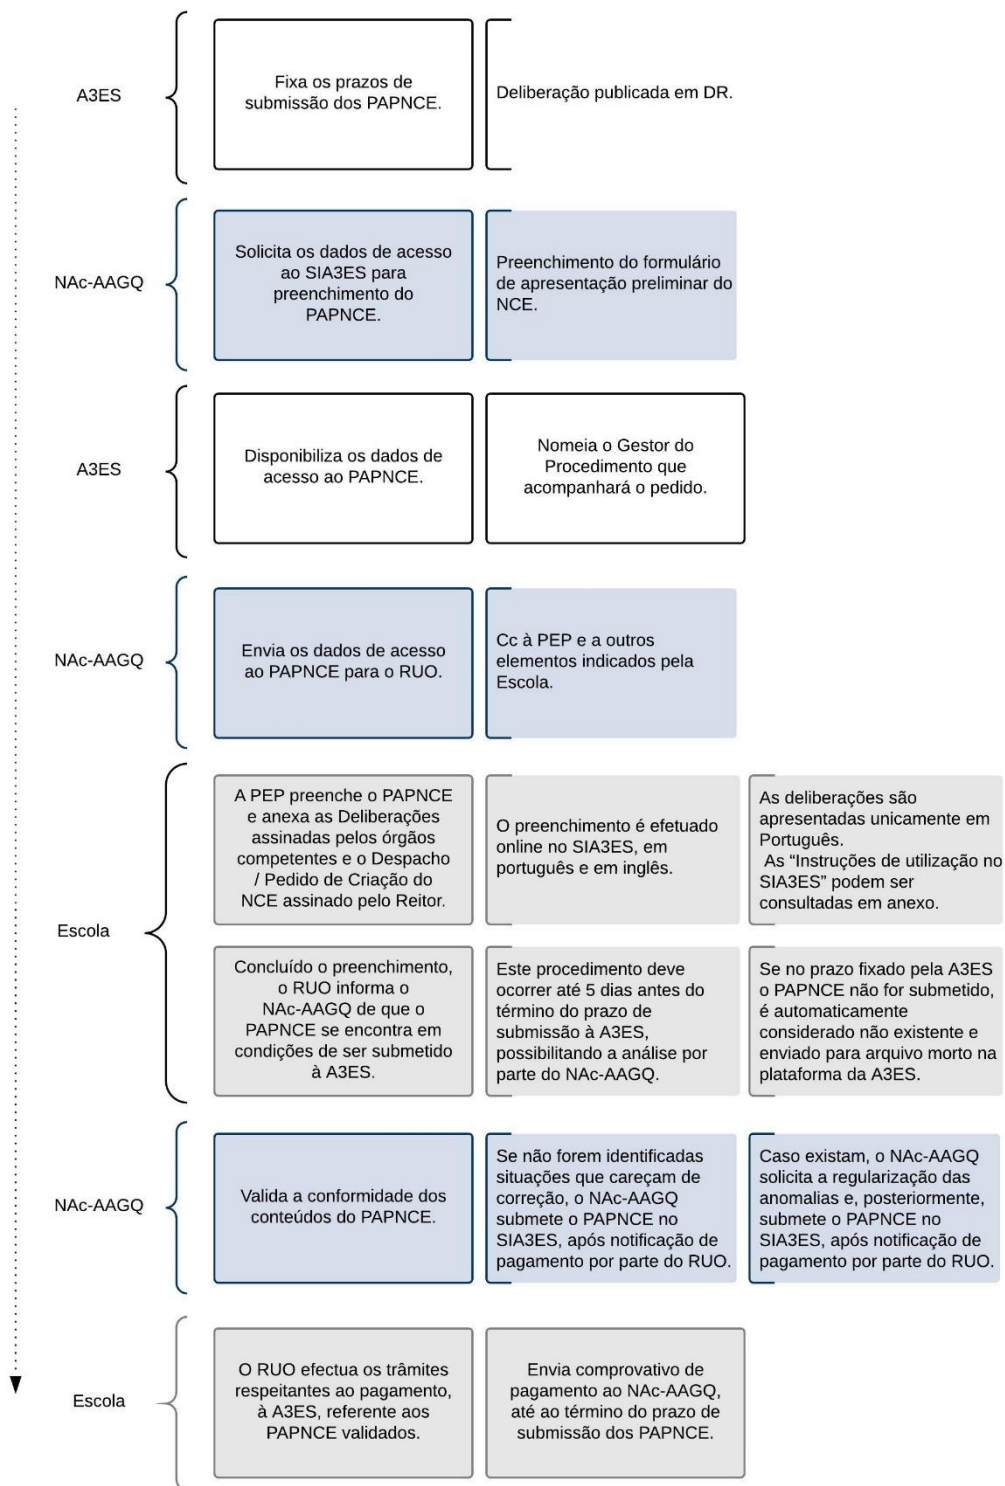 A3ES
Fixa os prazos de
submissão dos PAPNCE.
Deliberação publicada em DR.
NAc-AAGQ
Solicita os dados de acesso
ao SIA3ES para
preenchimento do
PAPNCE.
Preenchimento do formulário
de apresentação preliminar do
NCE.
A3ES
Disponibiliza os dados de
acesso ao PAPNCE.
Nomeia o Gestor do
Procedimento que
acompanhará o pedido.
NAc-AAGQ
Envia os dados de acesso
ao PAPNCE para o RUO.
Cc à PEP e a outros
elementos indicados pela
Escola.
Escola
A PEP preenche o PAPNCE
e anexa as Deliberações
assinadas pelos órgãos
competentes e o Despacho
/ Pedido de Criação do
NCE assinado pelo Reitor.
O preenchimento é efetuado
online no SIA3ES, em
português e em inglês.
As deliberações são
apresentadas unicamente em
Português.
As “Instruções de utilização no
SIA3ES” podem ser
consultadas em anexo.
Concluído o preenchimento,
o RUO informa o
NAc-AAGQ de que o
PAPNCE se encontra em
condições de ser submetido
à A3ES.
Este procedimento deve
ocorrer até 5 dias antes do
término do prazo de
submissão à A3ES,
possibilitando a análise por
parte do NAc-AAGQ.
Se no prazo fixado pela A3ES
o PAPNCE não for submetido,
é automaticamente
considerado não existente e
enviado para arquivo morto na
plataforma da A3ES.
NAc-AAGQ
Valida a conformidade dos
conteúdos do PAPNCE.
Se não forem identificadas
situações que careçam de
correção, o NAc-AAGQ
submete o PAPNCE no
SIA3ES, após notificação de
pagamento por parte do RUO.
Caso existam, o NAc-AAGQ
solicita a regularização das
anomalias e, posteriormente,
submete o PAPNCE no
SIA3ES, após notificação de
pagamento por parte do RUO.
Escola
O RUO efectua os trâmites
respeitantes ao pagamento,
à A3ES, referente aos
PAPNCE validados.
Envia comprovativo de
pagamento ao NAc-AAGQ,
até ao término do prazo de
submissão dos PAPNCE.